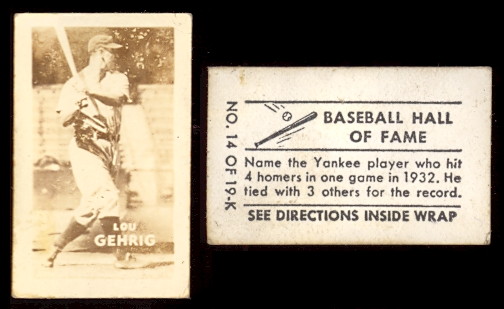 LOU
GEHRIG
NO. 14 OF 19-K
BASEBALL HALL
OF FAME
Name the Yankee player who hit
4 homers in one game in 1932. He
tied with 3 others for the record.
SEE DIRECTIONS INSIDE WRAP